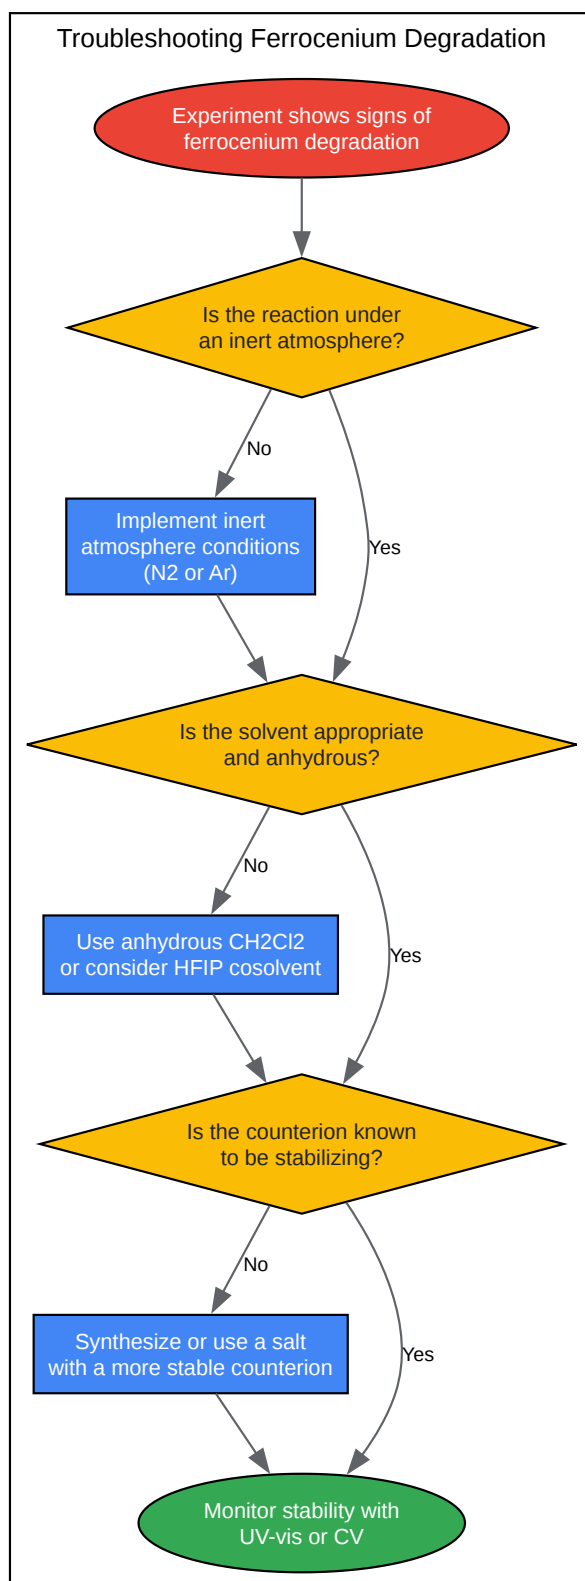 Troubleshooting Ferrocenium Degradation
Experiment shows signs of
ferrocenium degradation
Is the reaction under
an inert atmosphere?
No
Implement inert
atmosphere conditions
(N2 or Ar)
Yes
Is the solvent appropriate
and anhydrous?
No
Use anhydrous CH2Cl2
or consider HFIP cosolvent
Yes
Is the counterion known
to be stabilizing?
No
Synthesize or use a salt
with a more stable counterion
Yes
Monitor stability with
UV-vis or CV